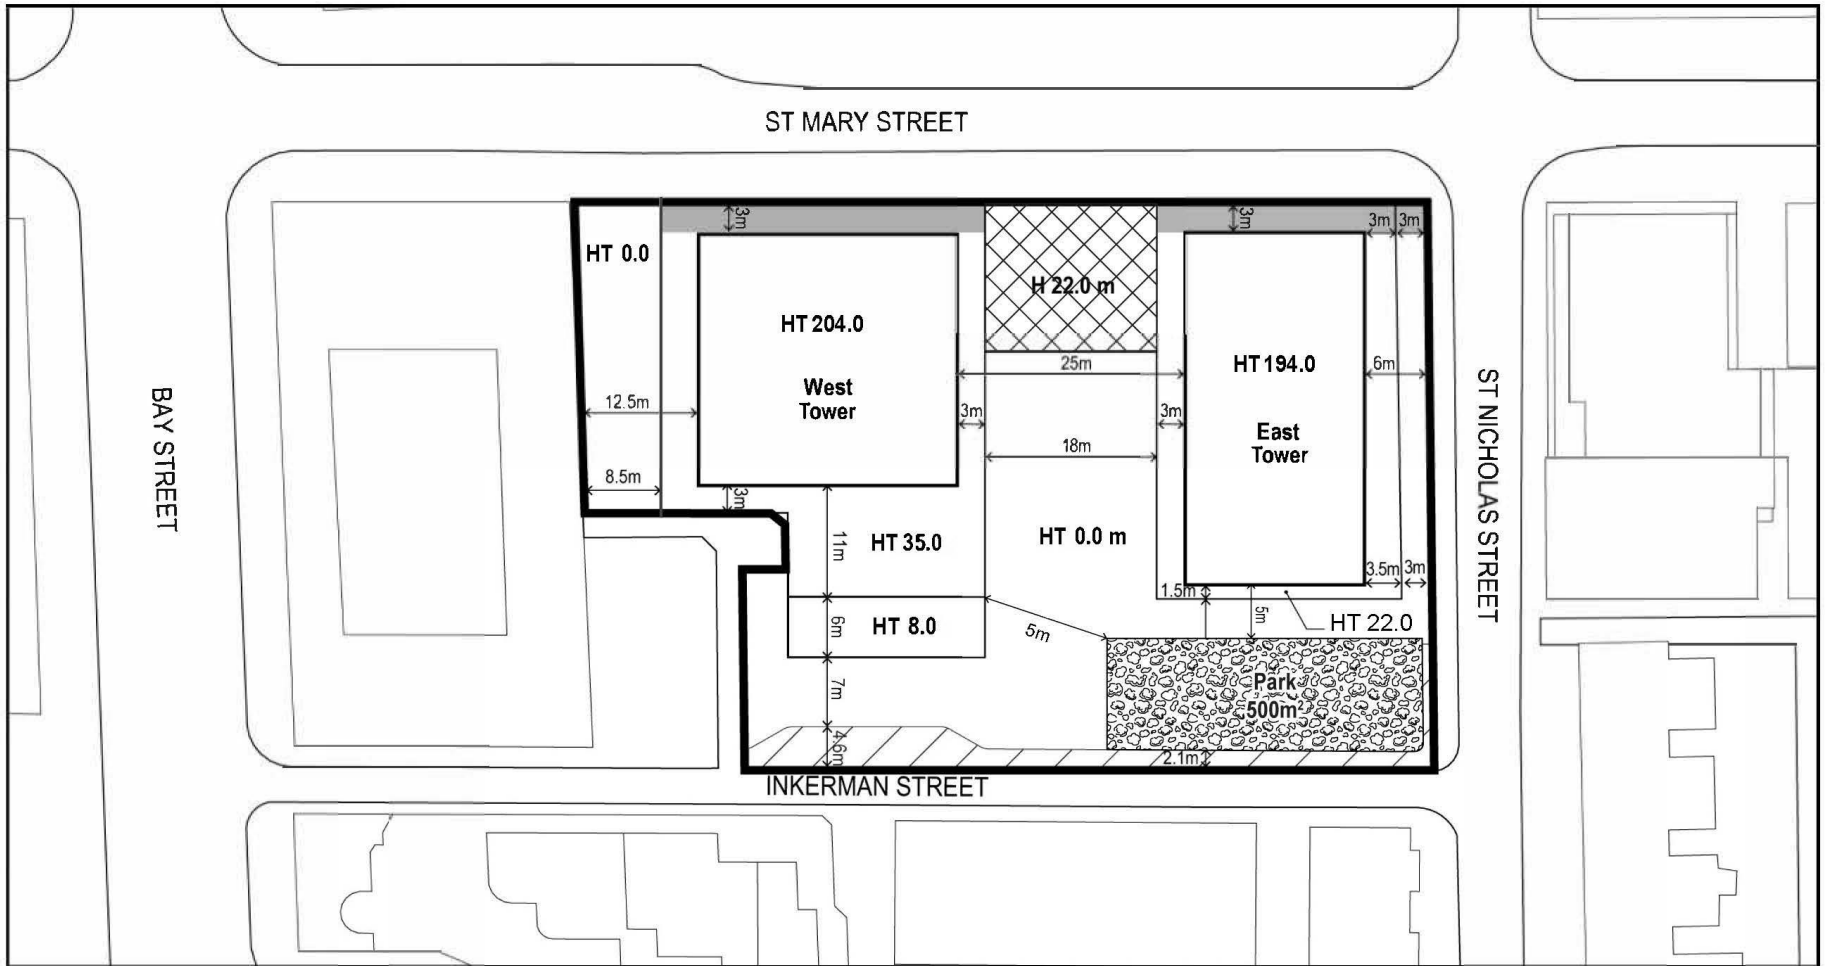 ST MARY STREET
3m
3m
3m
3m
HT 0.0
H 22.0 m
HT 204.0
West
Tower
25m
HT 194.0
6m
East
Tower
12.5m
3m
3m
18m
8.5m
3m
BAY STREET
ST NICHOLAS STREET
11m
HT 35.0
HT 0.0 m
3.5m
3m
1.5m
6m
HT 8.0
5m
5m
HT 22.0
7m
Park
500m²
4.6m
2.1m
INKERMAN STREET